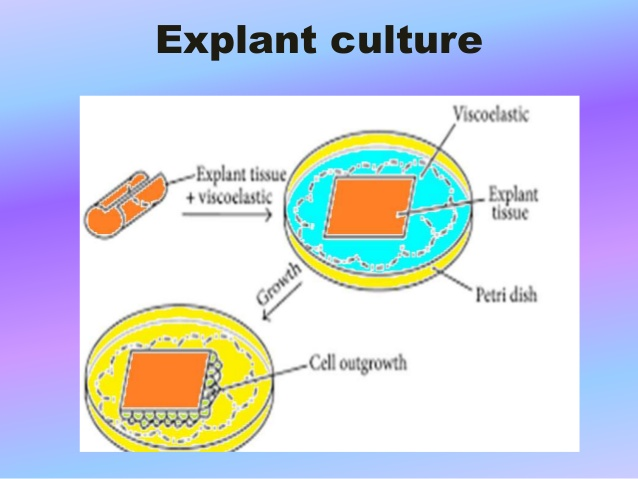 Explant culture
Viscoelastic
Explant tissue
+ viscoelastic
Explant
tissue
Petri dish
Growth
Cell outgrowth